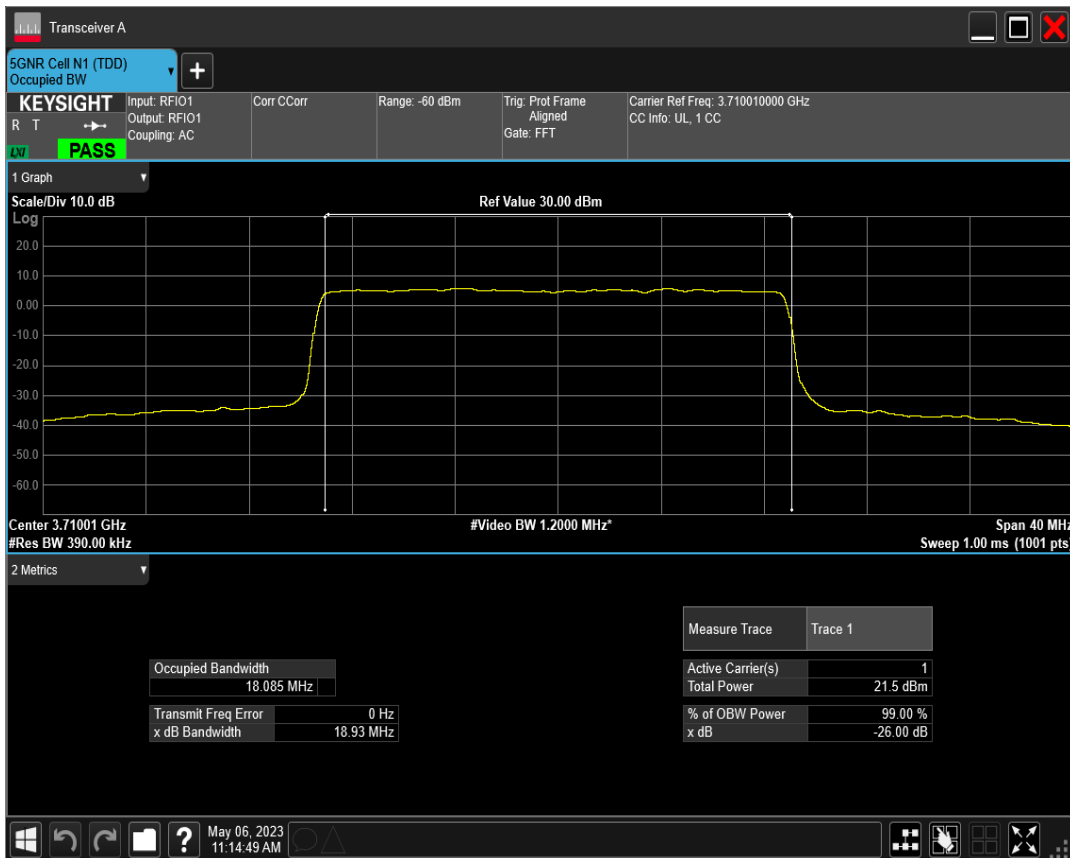 Transceiver A
5GNR Cell N1 (TDD)
Occupied BW
KEYSIGHT
R T
LXI
PASS
Input: RFIO1
Output: RFIO1
Coupling: AC
Corr CCorr
Range: -60 dBm
Trig: Prot Frame
Aligned
Gate: FFT
Carrier Ref Freq: 3.710010000 GHz
CC Info: UL, 1 CC
1 Graph
Scale/Div 10.0 dB
Ref Value 30.00 dBm
Log
20.0
10.0
0.00
-10.0
-20.0
-30.0
-40.0
-50.0
-60.0
Center 3.71001 GHz
#Video BW 1.2000 MHz*
Span 40 MHz
#Res BW 390.00 kHz
Sweep 1.00 ms (1001 pts)
2 Metrics
Measure Trace Trace 1
Occupied Bandwidth
18.085 MHz
Active Carrier(s) 1
Total Power 21.5 dBm
Transmit Freq Error 0 Hz
x dB Bandwidth 18.93 MHz
% of OBW Power 99.00 %
x dB -26.00 dB
?
May 06, 2023
11:14:49 AM